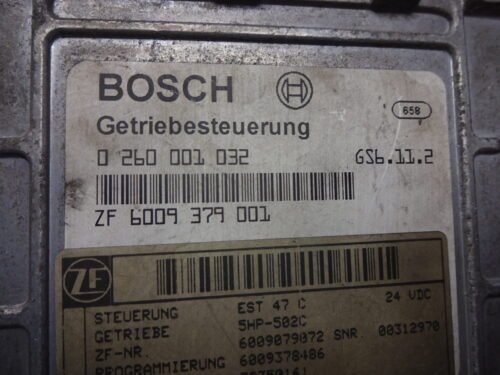 BOSCH
658
Getriebesteuerung
0 260 001 032 GS6.11.2
ZF 6009 379 001
ZF
STEUERUNG EST 47 C 24 VDC
GETRIEBE 5HP-502C
ZF-NR. 6009079072 SNR. 00312970
PROGRAMMIERUNG 6009378486